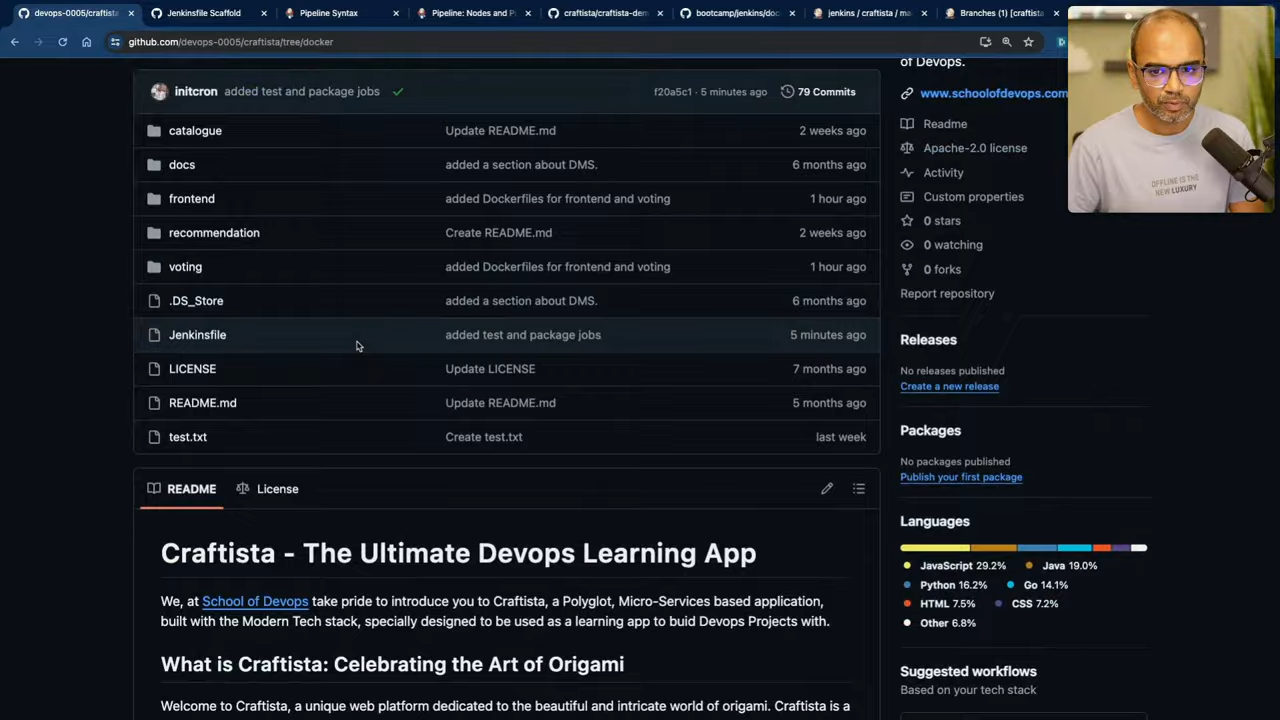 devops-0005/craftista
Jenkinsfile Scaffold
Pipeline Syntax
Pipeline: Nodes and P
craftista/craftista-den
bootcamp/jenkins/doc
jenkins / craftista / ma
Branches (1) [craftist
github.com/devops-0005/craftista/tree/docker
of Devops.
initcron added test and package jobs f20a5c1 · 5 minutes ago 79 Commits
www.schoolofdevops.com
catalogue Update README.md 2 weeks ago
Readme
docs added a section about DMS. 6 months ago
Apache-2.0 license
Activity
frontend added Dockerfiles for frontend and voting 1 hour ago
Custom properties
recommendation Create README.md 2 weeks ago
0 stars
0 watching
voting added Dockerfiles for frontend and voting 1 hour ago
0 forks
.DS_Store added a section about DMS. 6 months ago
Report repository
Jenkinsfile added test and package jobs 5 minutes ago
Releases
LICENSE Update LICENSE 7 months ago
No releases published
Create a new release
README.md Update README.md 5 months ago
Packages
test.txt Create test.txt last week
No packages published
Publish your first package
README License
Languages
JavaScript 29.2% Java 19.0%
Python 16.2% Go 14.1%
HTML 7.5% CSS 7.2%
Other 6.8%
Craftista - The Ultimate Devops Learning App
We, at School of Devops take pride to introduce you to Craftista, a Polyglot, Micro-Services based application,
built with the Modern Tech stack, specially designed to be used as a learning app to buid Devops Projects with.
What is Craftista: Celebrating the Art of Origami
Suggested workflows
Based on your tech stack
Welcome to Craftista, a unique web platform dedicated to the beautiful and intricate world of origami. Craftista is a
OFFLINE IS THE
NEW LUXURY